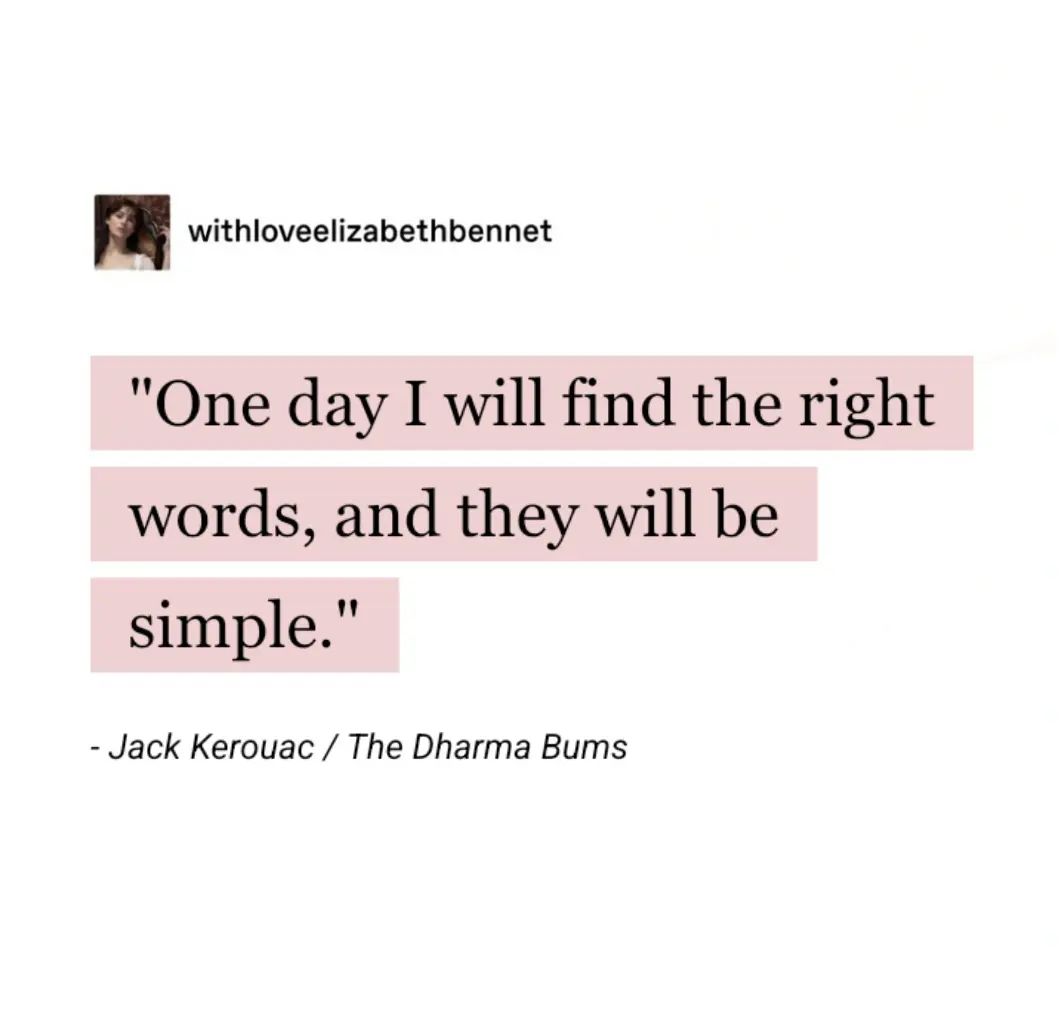 withloveelizabethbennet
"One day I will find the right
words, and they will be
simple."
- Jack Kerouac / The Dharma Bums